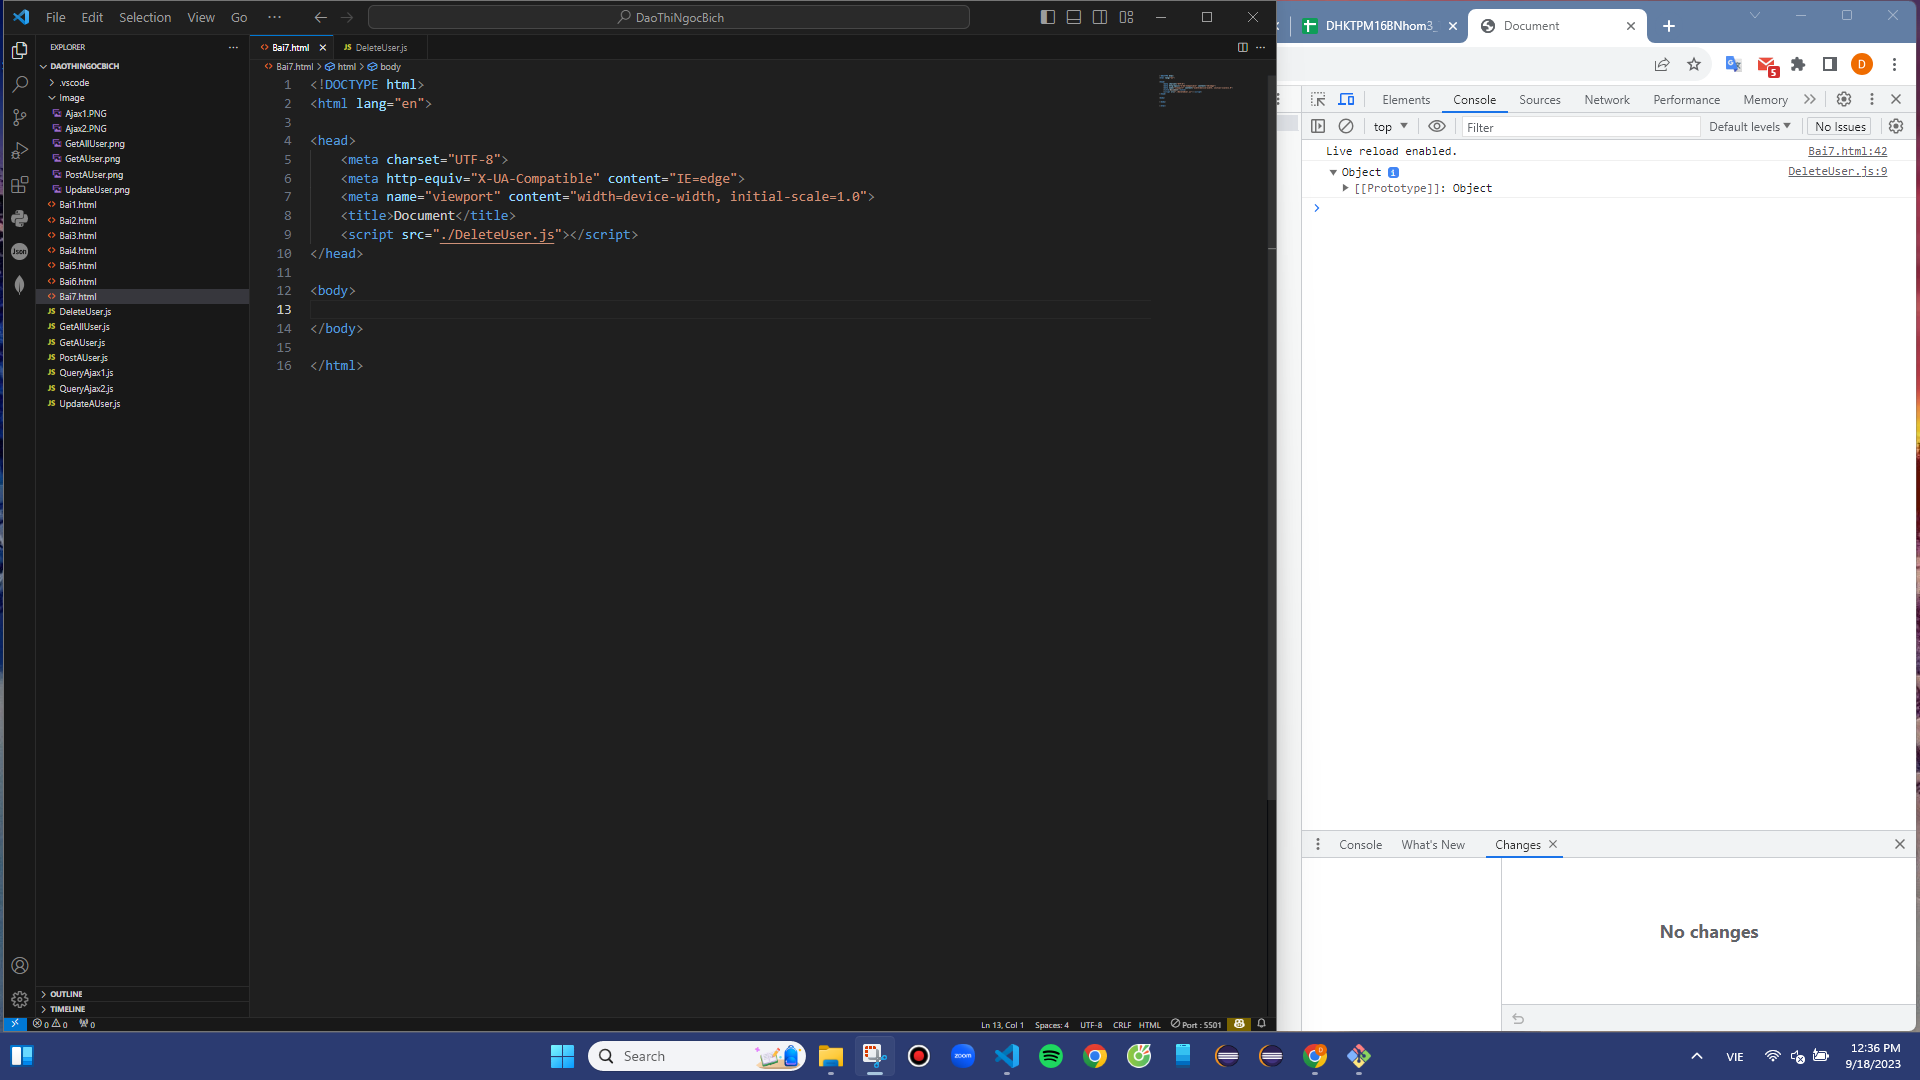 File Edit Selection View Go ··· DaoThiNgocBich
EXPLORER
DAOTHINGOCBICH
.vscode
Image
Ajax1.PNG
Ajax2.PNG
GetAllUser.png
GetAUser.png
PostAUser.png
UpdateUser.png
Bai1.html
Bai2.html
Bai3.html
Bai4.html
Bai5.html
Bai6.html
Bai7.html
DeleteUser.js
GetAllUser.js
GetAUser.js
PostAUser.js
QueryAjax1.js
QueryAjax2.js
UpdateAUser.js
OUTLINE
TIMELINE
Bai7.html DeleteUser.js
Bai7.html > html > body
1 <!DOCTYPE html>
2 <html lang="en">
3
4 <head>
5 <meta charset="UTF-8">
6 <meta http-equiv="X-UA-Compatible" content="IE=edge">
7 <meta name="viewport" content="width=device-width, initial-scale=1.0">
8 <title>Document</title>
9 <script src="./DeleteUser.js"></script>
10 </head>
11
12 <body>
13
14 </body>
15
16 </html>
0 0 0
Ln 13, Col 1 Spaces: 4 UTF-8 CRLF HTML Port : 5501
DHKTPM16BNhom3_ Document
5 D
Elements Console Sources Network Performance Memory
top Filter Default levels No Issues
Live reload enabled. Bai7.html:42
Object i DeleteUser.js:9
[[Prototype]]: Object
Console What's New Changes
No changes
Search zoom VIE
12:36 PM
9/18/2023